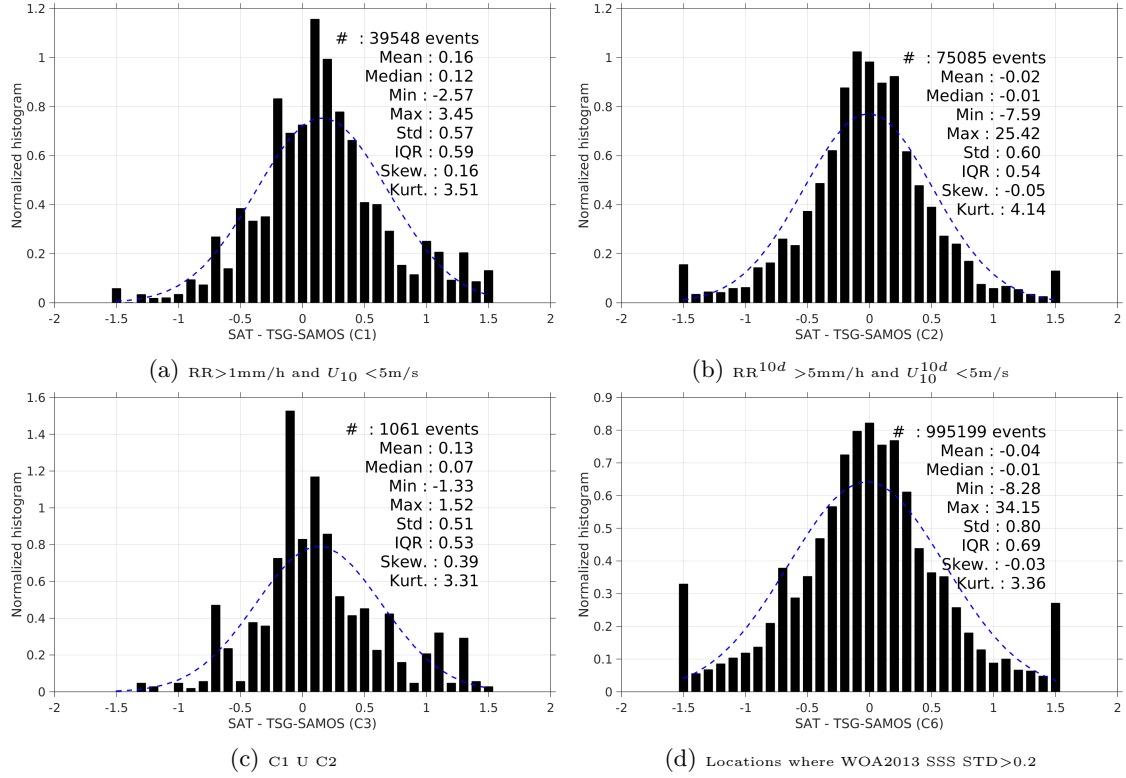 1.2
1
0.8
0.6
0.4
0.2
0
Normalized histogram
# : 39548 events
Mean : 0.16
Median : 0.12
Min : -2.57
Max : 3.45
Std : 0.57
IQR : 0.59
Skew. : 0.16
Kurt. : 3.51
-2 -1.5 -1 -0.5 0 0.5 1 1.5 2
SAT - TSG-SAMOS (C1)
(a) RR>1mm/h and U10 <5m/s
1.2
1
0.8
0.6
0.4
0.2
0
Normalized histogram
# : 75085 events
Mean : -0.02
Median : -0.01
Min : -7.59
Max : 25.42
Std : 0.60
IQR : 0.54
Skew. : -0.05
Kurt. : 4.14
-2 -1.5 -1 -0.5 0 0.5 1 1.5 2
SAT - TSG-SAMOS (C2)
(b) RR10d >5mm/h and U10 10d <5m/s
1.6
1.4
1.2
1
0.8
0.6
0.4
0.2
0
Normalized histogram
# : 1061 events
Mean : 0.13
Median : 0.07
Min : -1.33
Max : 1.52
Std : 0.51
IQR : 0.53
Skew. : 0.39
Kurt. : 3.31
-2 -1.5 -1 -0.5 0 0.5 1 1.5 2
SAT - TSG-SAMOS (C3)
(c) C1 U C2
0.9
0.8
0.7
0.6
0.5
0.4
0.3
0.2
0.1
0
Normalized histogram
# : 995199 events
Mean : -0.04
Median : -0.01
Min : -8.28
Max : 34.15
Std : 0.80
IQR : 0.69
Skew. : -0.03
Kurt. : 3.36
-2 -1.5 -1 -0.5 0 0.5 1 1.5 2
SAT - TSG-SAMOS (C6)
(d) Locations where WOA2013 SSS STD>0.2